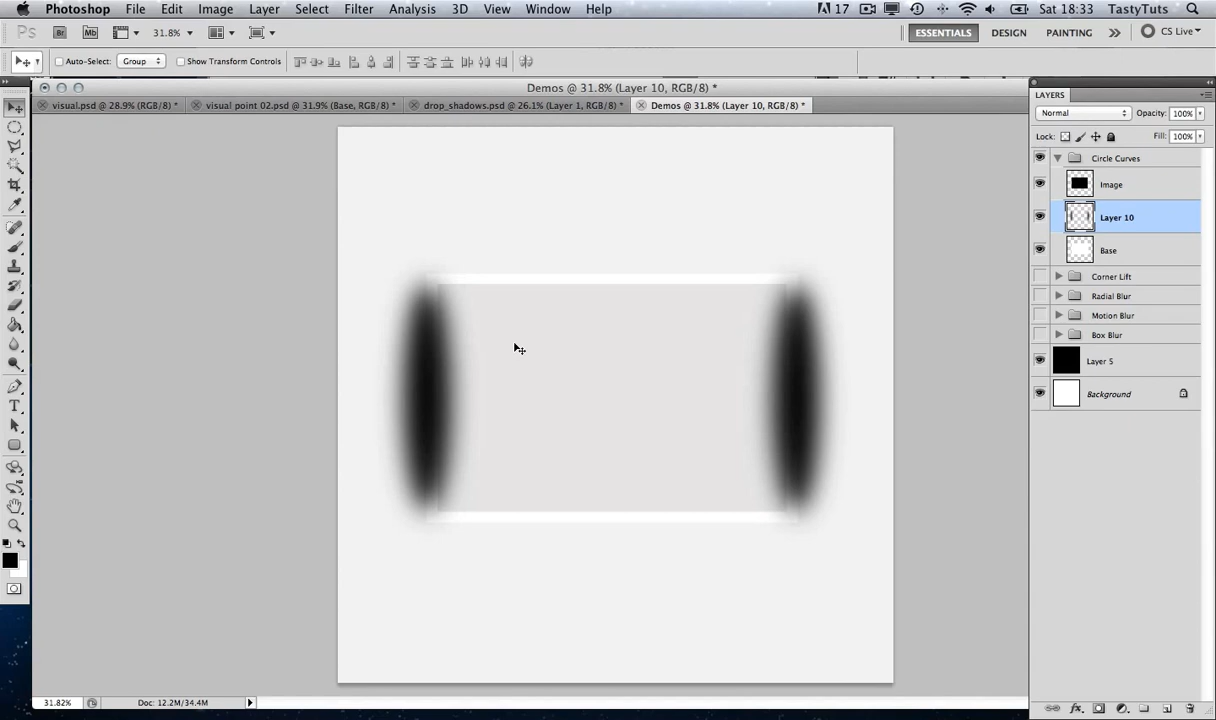 Photoshop File Edit Image Layer Select Filter Analysis 3D View Window Help 17 Sat 18:33 TastyTuts
Ps Br Mb 31.8% ESSENTIALS DESIGN PAINTING CS Live
Auto-Select: Group Show Transform Controls
Demos @ 31.8% (Layer 10, RGB/8) *
visual.psd @ 28.9% (RGB/8) * visual point 02.psd @ 31.9% (Base, RGB/8) * drop_shadows.psd @ 26.1% (Layer 1, RGB/8) * Demos @ 31.8% (Layer 10, RGB/8) *
LAYERS
Normal Opacity: 100%
Lock: Fill: 100%
Circle Curves
Image
Layer 10
Base
Corner Lift
Radial Blur
Motion Blur
Box Blur
Layer 5
Background
31.82% Doc: 12.2M/34.4M